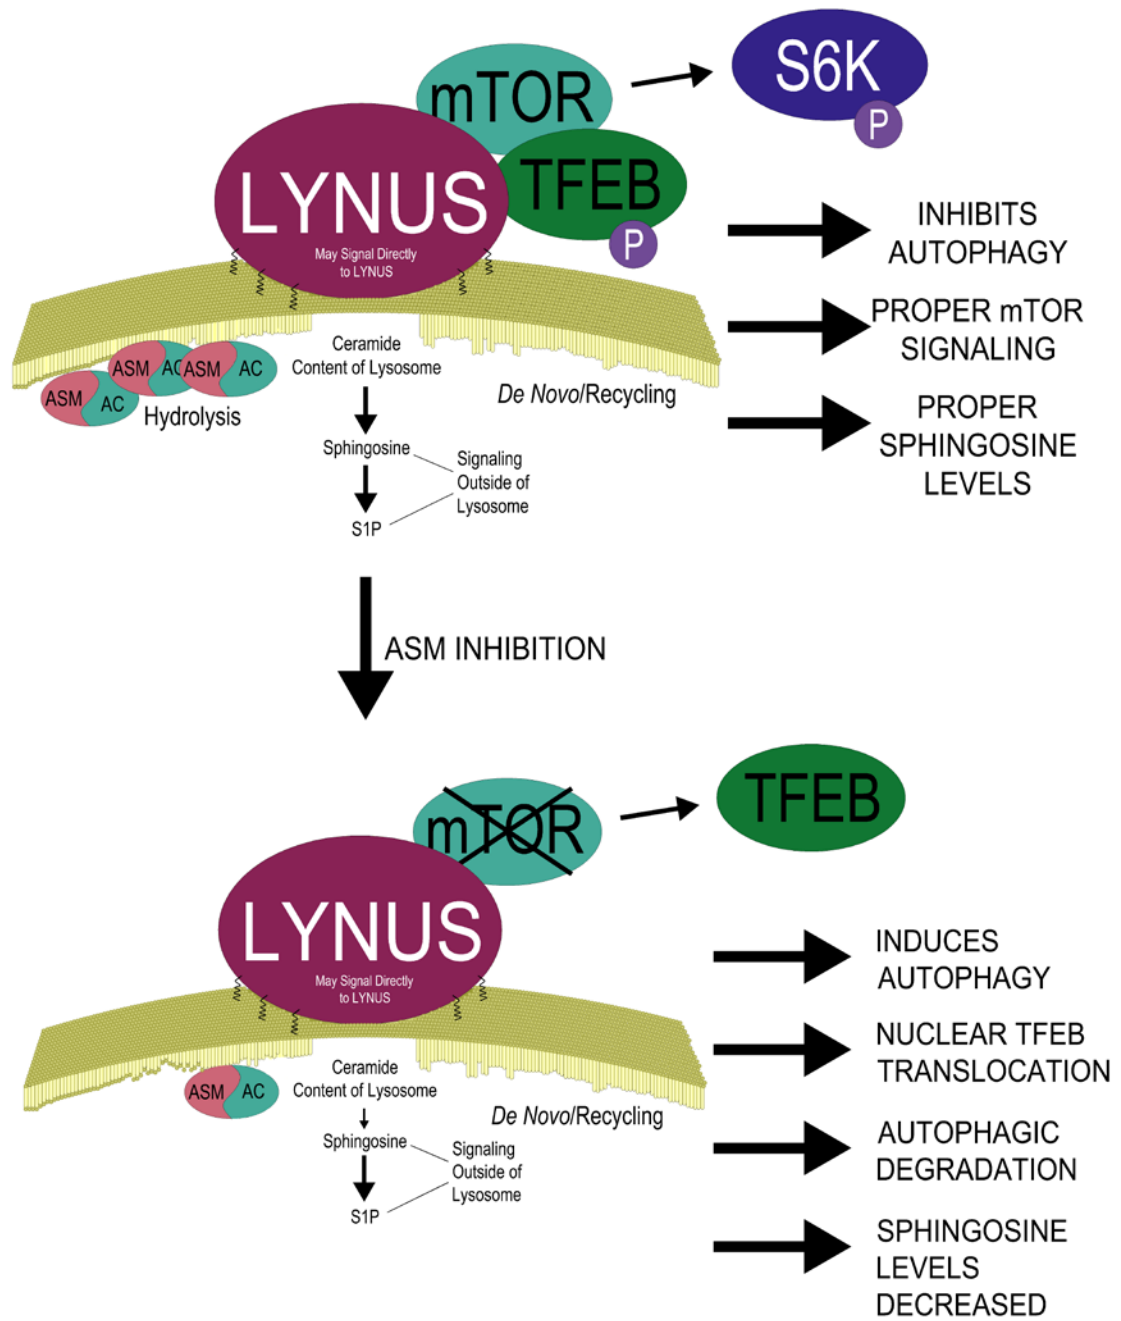 mTOR
S6K
P
LYNUS
TFEB
P
May Signal Directly
to LYNUS
INHIBITS
AUTOPHAGY
PROPER mTOR
SIGNALING
PROPER
SPHINGOSINE
LEVELS
ASM
AC
ASM
AC
ASM
AC
Hydrolysis
Ceramide
Content of Lysosome
De Novo/Recycling
Sphingosine
Signaling
Outside of
Lysosome
S1P
ASM INHIBITION
mTOR
TFEB
LYNUS
May Signal Directly
to LYNUS
INDUCES
AUTOPHAGY
NUCLEAR TFEB
TRANSLOCATION
AUTOPHAGIC
DEGRADATION
SPHINGOSINE
LEVELS
DECREASED
ASM
AC
Ceramide
Content of Lysosome
De Novo/Recycling
Sphingosine
Signaling
Outside of
Lysosome
S1P